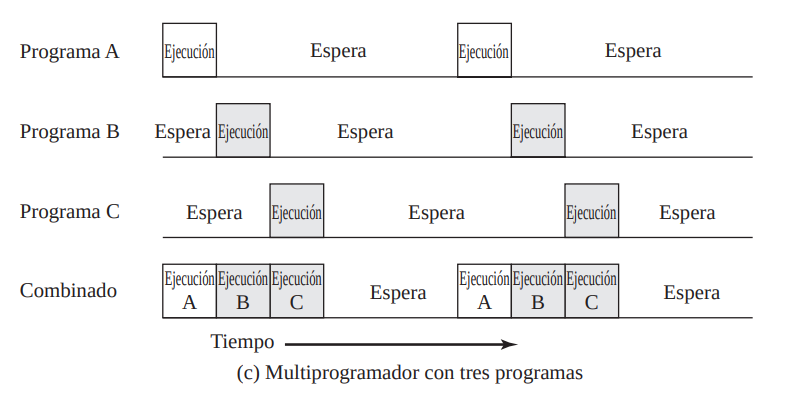 Programa A Ejecución Espera Ejecución Espera
Programa B Espera Ejecución Espera Ejecución Espera
Programa C Espera Ejecución Espera Ejecución Espera
Combinado Ejecución A Ejecución B Ejecución C Espera Ejecución A Ejecución B Ejecución C Espera
Tiempo
(c) Multiprogramador con tres programas